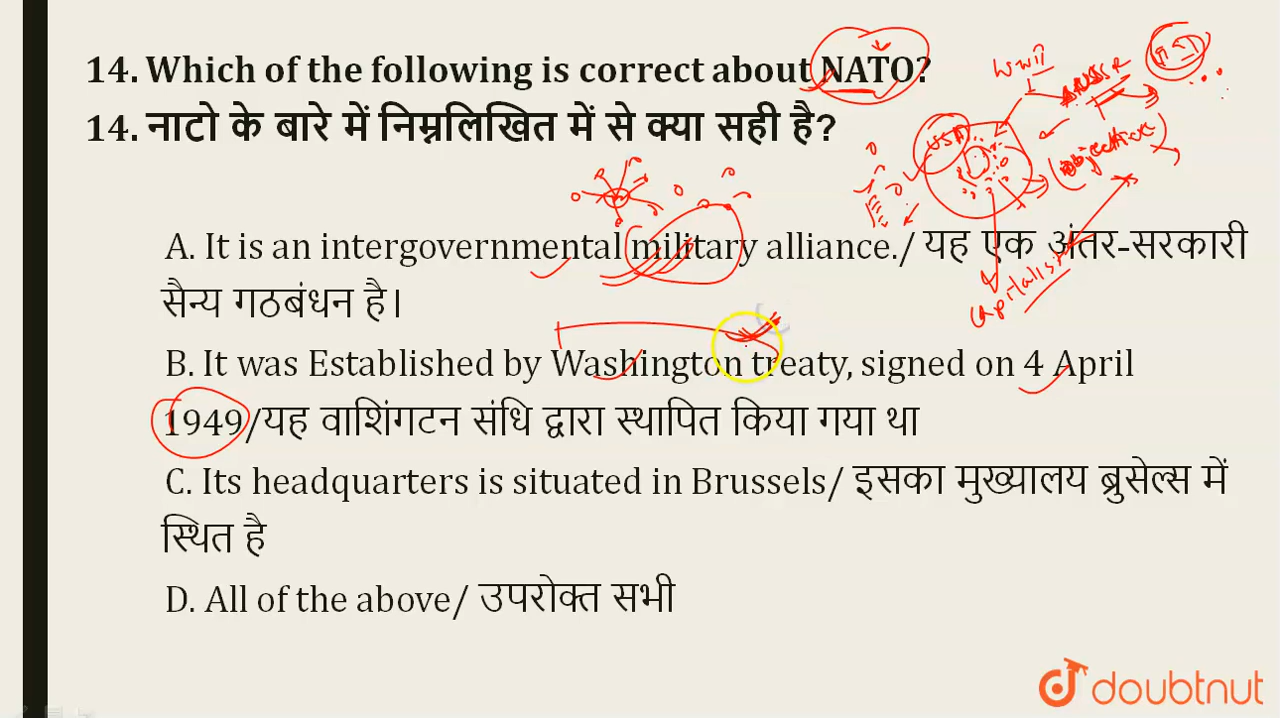 14. Which of the following is correct about NATO?
14. नाटो के बारे में निम्नलिखित में से क्या सही है?
WWII
USSR
USA
(objective)
capitalist
A. It is an intergovernmental military alliance./ यह एक अंतर-सरकारी
सैन्य गठबंधन है।
B. It was Established by Washington treaty, signed on 4 April
1949/यह वाशिंगटन संधि द्वारा स्थापित किया गया था
C. Its headquarters is situated in Brussels/ इसका मुख्यालय ब्रुसेल्स में
स्थित है
D. All of the above/ उपरोक्त सभी
doubtnut